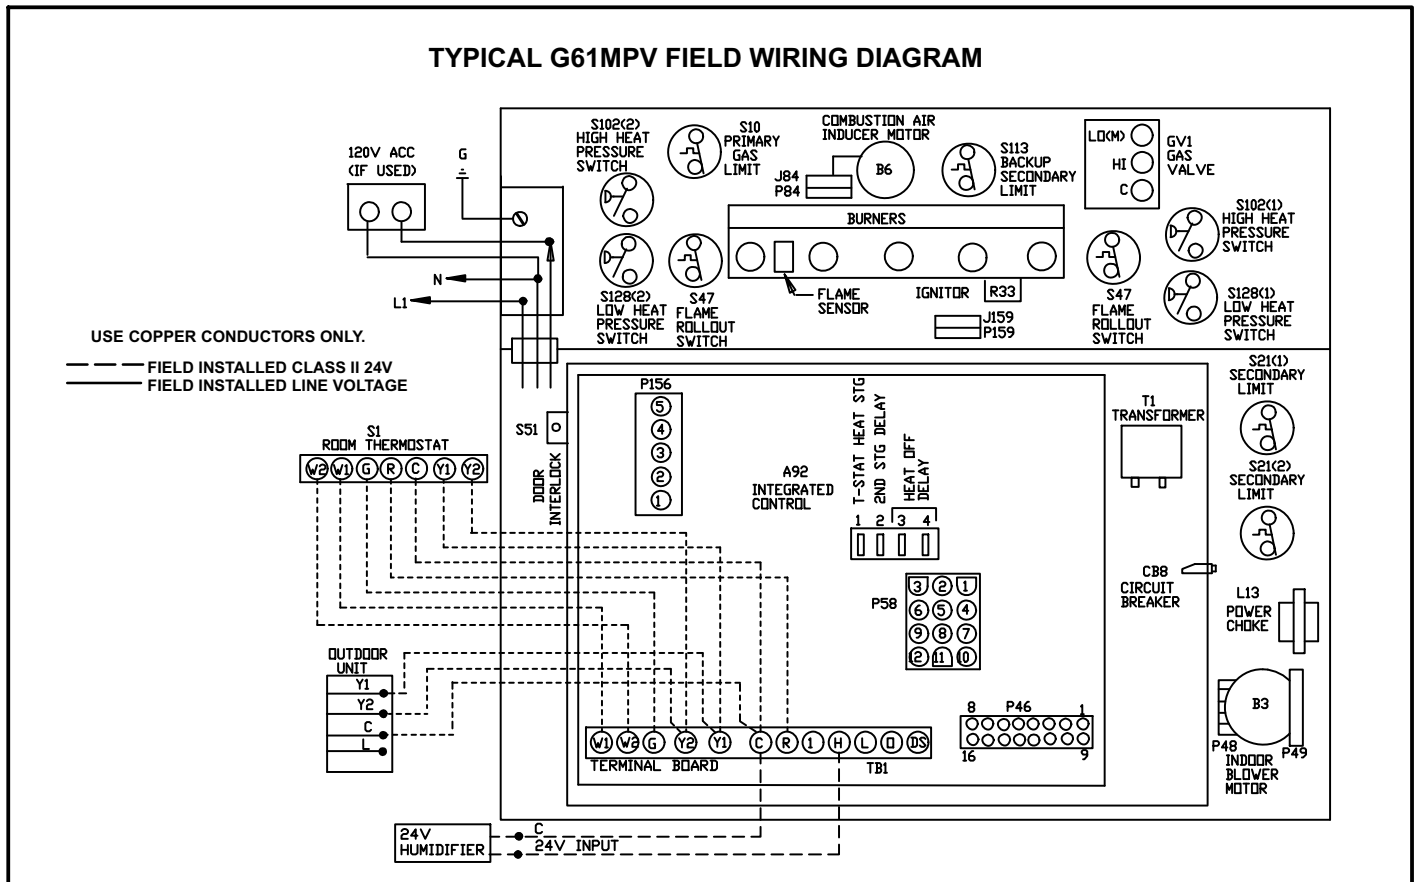 TYPICAL G61MPV FIELD WIRING DIAGRAM
120V ACC
(IF USED)
G
N
L1
USE COPPER CONDUCTORS ONLY.
FIELD INSTALLED CLASS II 24V
FIELD INSTALLED LINE VOLTAGE
S102(2)
HIGH HEAT
PRESSURE
SWITCH
S10
PRIMARY
GAS
LIMIT
COMBUSTION AIR
INDUCER MOTOR
B6
J84
P84
S113
BACKUP
SECONDARY
LIMIT
LO(M)
HI
C
GV1
GAS
VALVE
S102(1)
HIGH HEAT
PRESSURE
SWITCH
BURNERS
S128(2)
LOW HEAT
PRESSURE
SWITCH
S47
FLAME
ROLLOUT
SWITCH
FLAME
SENSOR
IGNITOR
R33
J159
P159
S47
FLAME
ROLLOUT
SWITCH
S128(1)
LOW HEAT
PRESSURE
SWITCH
S1
ROOM THERMOSTAT
W2 W1 G R C Y1 Y2
S51
DOOR
INTERLOCK
P156
5
4
3
2
1
A92
INTEGRATED
CONTROL
T-STAT HEAT STG
2ND STG DELAY
HEAT OFF
DELAY
1 2 3 4
T1
TRANSFORMER
S21(1)
SECONDARY
LIMIT
S21(2)
SECONDARY
LIMIT
P58
3 2 1
6 5 4
9 8 7
12 11 10
CB8
CIRCUIT
BREAKER
L13
POWER
CHOKE
OUTDOOR
UNIT
Y1
Y2
C
L
8 P46 1
16 9
B3
P48
P49
INDOOR
BLOWER
MOTOR
W1 W2 G Y2 Y1 C R 1 H L O DS
TERMINAL BOARD
TB1
24V
HUMIDIFIER
C
24V INPUT